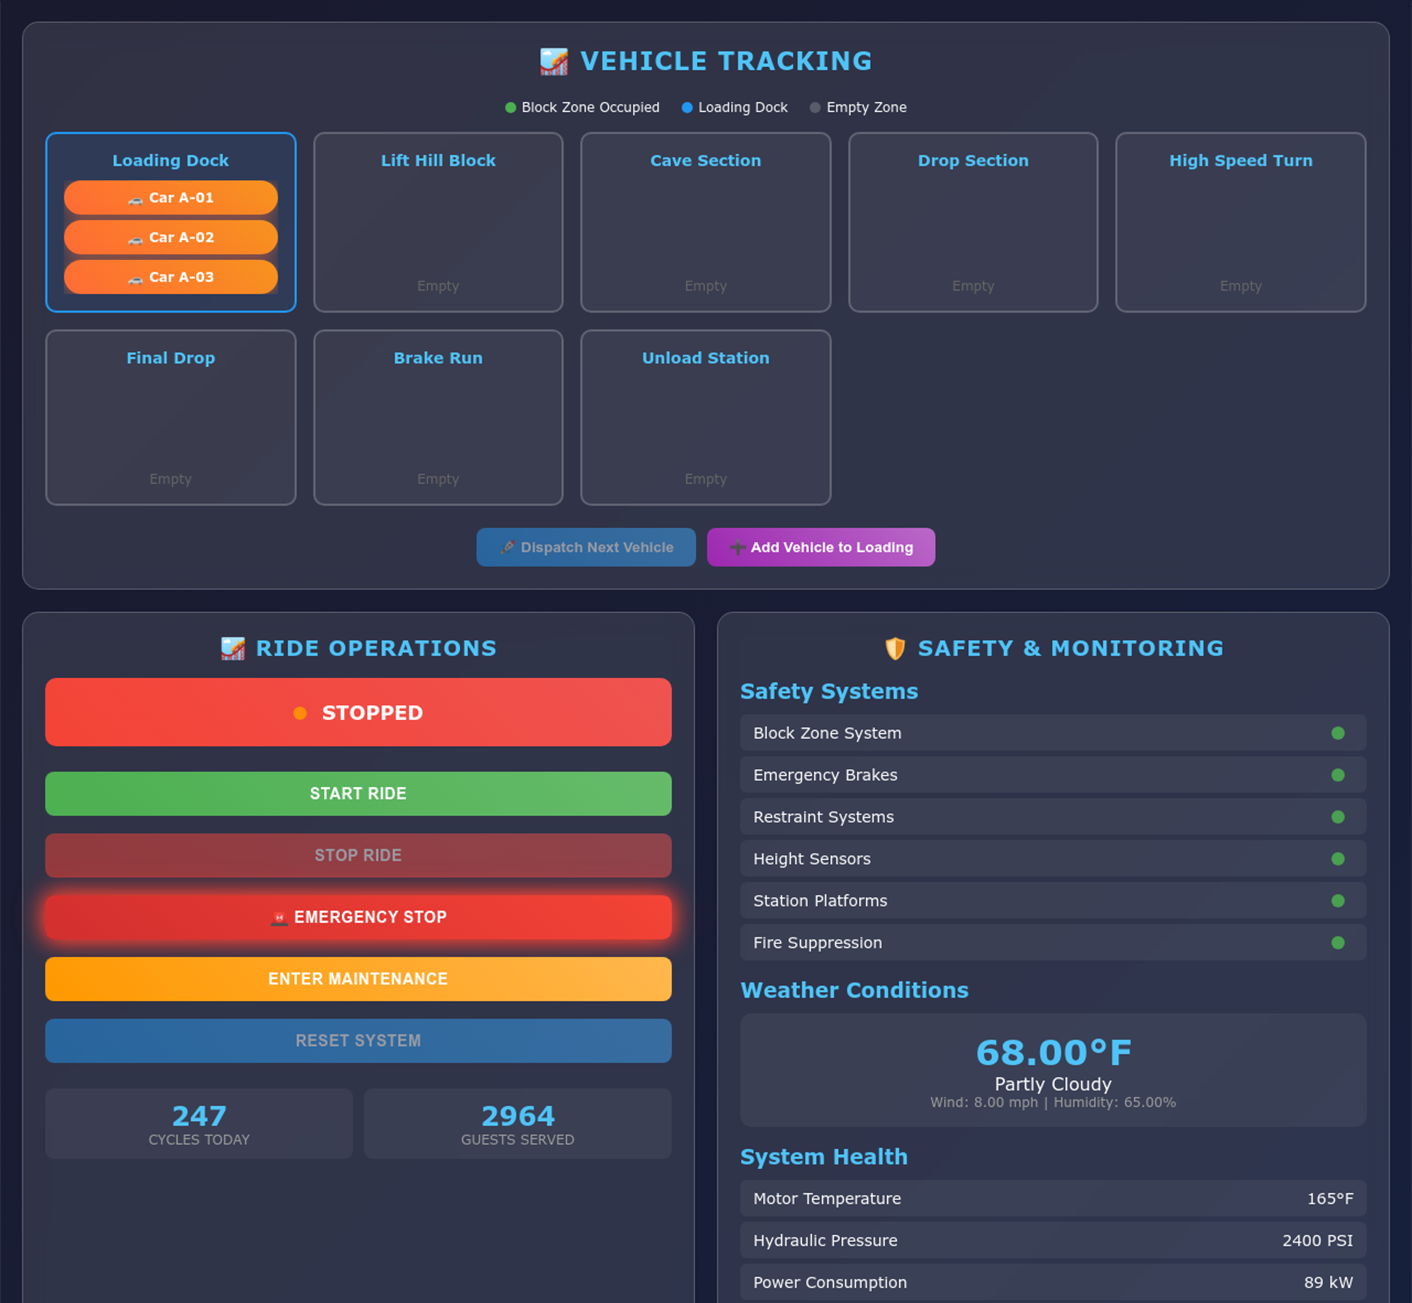 VEHICLE TRACKING
Block Zone Occupied Loading Dock Empty Zone
Loading Dock
Car A-01
Car A-02
Car A-03
Lift Hill Block
Empty
Cave Section
Empty
Drop Section
Empty
High Speed Turn
Empty
Final Drop
Empty
Brake Run
Empty
Unload Station
Empty
Dispatch Next Vehicle
Add Vehicle to Loading
RIDE OPERATIONS
STOPPED
START RIDE
STOP RIDE
EMERGENCY STOP
ENTER MAINTENANCE
RESET SYSTEM
247
CYCLES TODAY
2964
GUESTS SERVED
SAFETY & MONITORING
Safety Systems
Block Zone System
Emergency Brakes
Restraint Systems
Height Sensors
Station Platforms
Fire Suppression
Weather Conditions
68.00°F
Partly Cloudy
Wind: 8.00 mph | Humidity: 65.00%
System Health
Motor Temperature 165°F
Hydraulic Pressure 2400 PSI
Power Consumption 89 kW